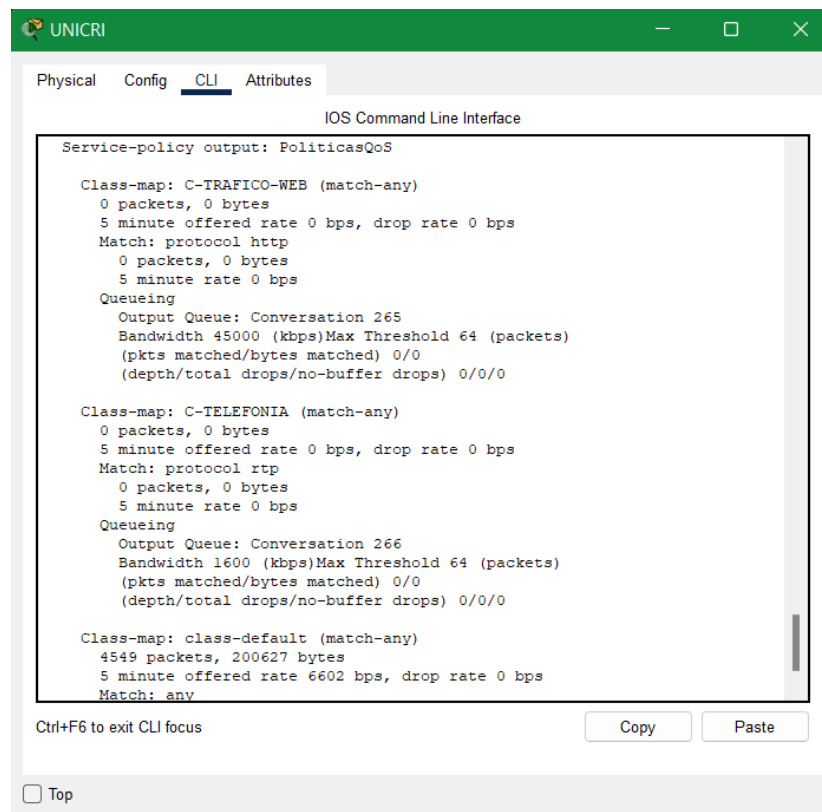 UNICRI
Physical Config CLI Attributes
IOS Command Line Interface
Service-policy output: PoliticasQoS
Class-map: C-TRAFICO-WEB (match-any)
0 packets, 0 bytes
5 minute offered rate 0 bps, drop rate 0 bps
Match: protocol http
0 packets, 0 bytes
5 minute rate 0 bps
Queueing
Output Queue: Conversation 265
Bandwidth 45000 (kbps)Max Threshold 64 (packets)
(pkts matched/bytes matched) 0/0
(depth/total drops/no-buffer drops) 0/0/0
Class-map: C-TELEFONIA (match-any)
0 packets, 0 bytes
5 minute offered rate 0 bps, drop rate 0 bps
Match: protocol rtp
0 packets, 0 bytes
5 minute rate 0 bps
Queueing
Output Queue: Conversation 266
Bandwidth 1600 (kbps)Max Threshold 64 (packets)
(pkts matched/bytes matched) 0/0
(depth/total drops/no-buffer drops) 0/0/0
Class-map: class-default (match-any)
4549 packets, 200627 bytes
5 minute offered rate 6602 bps, drop rate 0 bps
Match: any
Ctrl+F6 to exit CLI focus
Copy Paste
Top